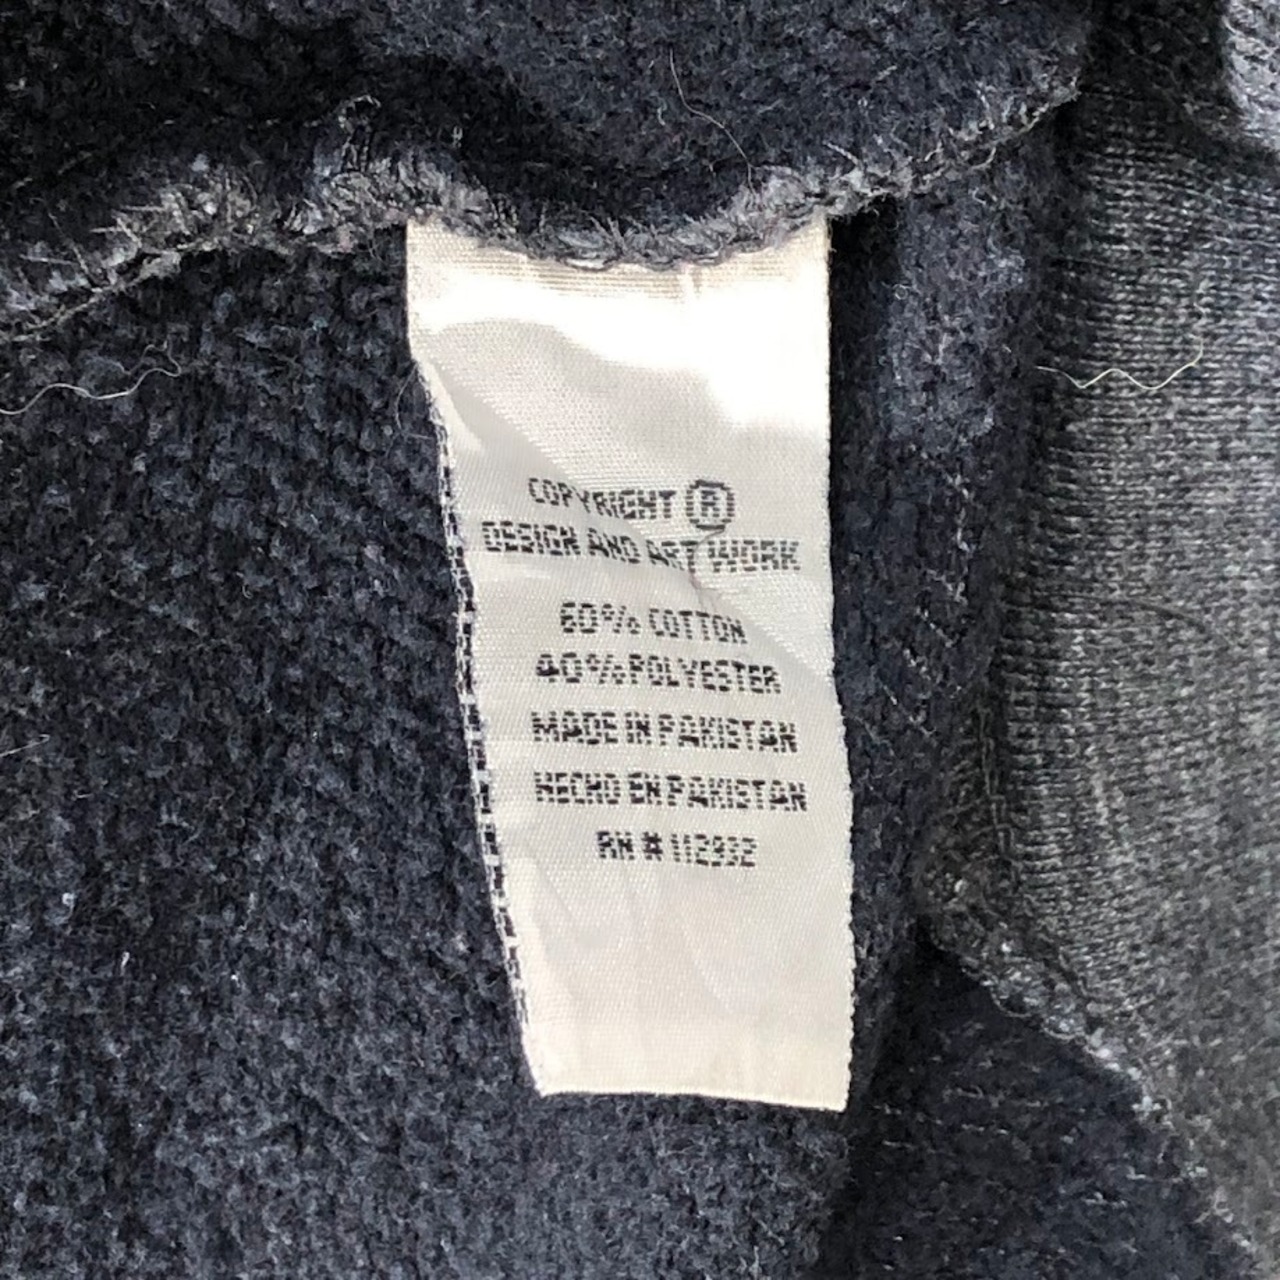 COPYRIGHT ®
DESIGN AND ART WORK
60% COTTON
40% POLYESTER
MADE IN PAKISTAN
HECHO EN PAKISTAN
RN # 112932